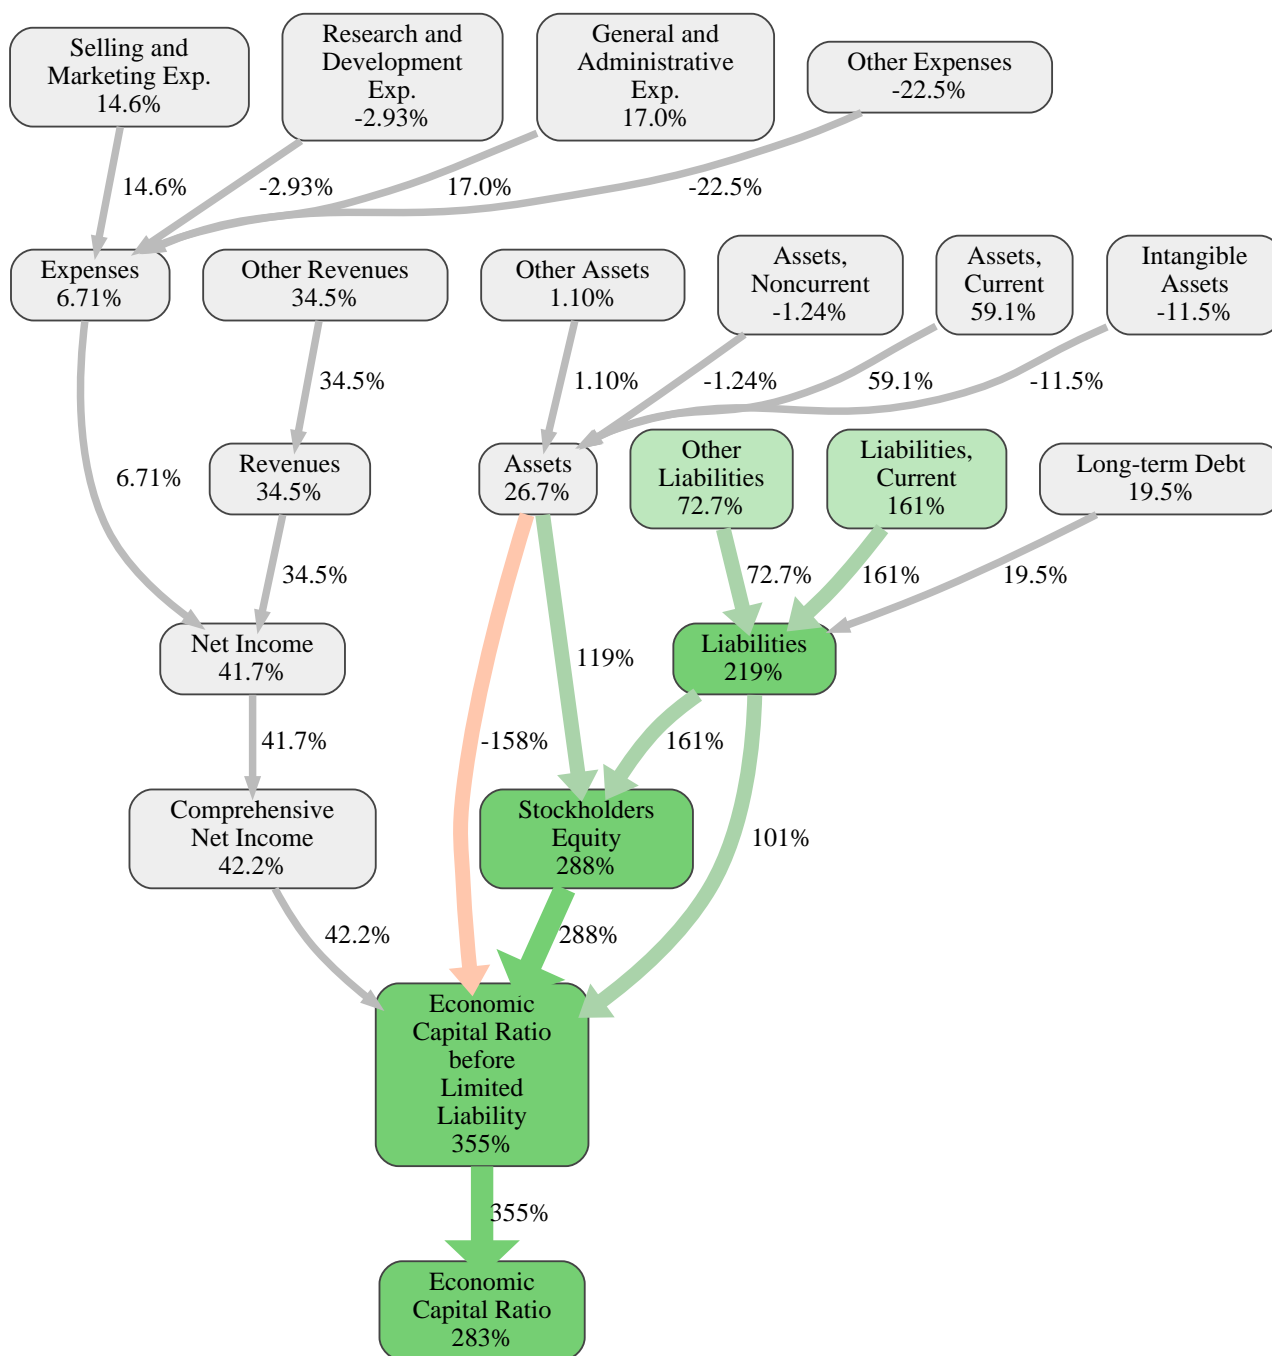 Selling and
Marketing Exp.
14.6%
Research and
Development
Exp.
-2.93%
General and
Administrative
Exp.
17.0%
Other Expenses
-22.5%
14.6%
-2.93%
17.0%
-22.5%
Expenses
6.71%
Other Revenues
34.5%
Other Assets
1.10%
Assets,
Noncurrent
-1.24%
Assets,
Current
59.1%
Intangible
Assets
-11.5%
34.5%
1.10%
-1.24%
59.1%
-11.5%
6.71%
Revenues
34.5%
Assets
26.7%
Other
Liabilities
72.7%
Liabilities,
Current
161%
Long-term Debt
19.5%
34.5%
72.7%
161%
19.5%
Net Income
41.7%
119%
Liabilities
219%
41.7%
-158%
161%
Comprehensive
Net Income
42.2%
Stockholders
Equity
288%
101%
42.2%
288%
Economic
Capital Ratio
before
Limited
Liability
355%
355%
Economic
Capital Ratio
283%